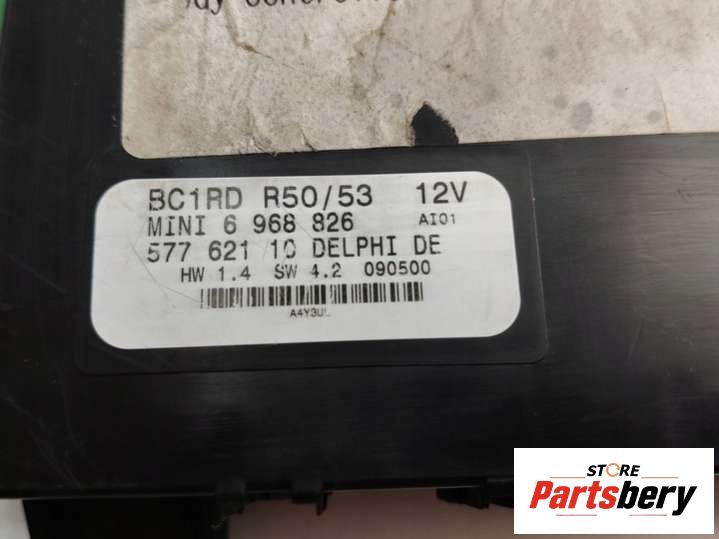 BC1RD R50/53 12V
MINI 6 968 826 AI01
577 621 10 DELPHI DE
HW 1.4 SW 4.2 090500
STORE
Partsbery